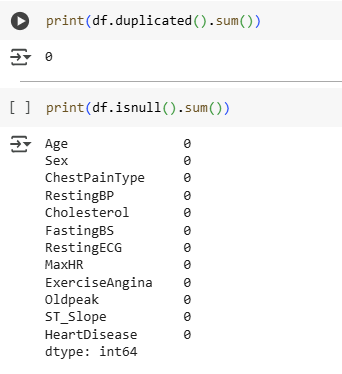 print(df.duplicated().sum())
0
[ ] print(df.isnull().sum())
Age 0
Sex 0
ChestPainType 0
RestingBP 0
Cholesterol 0
FastingBS 0
RestingECG 0
MaxHR 0
ExerciseAngina 0
Oldpeak 0
ST_Slope 0
HeartDisease 0
dtype: int64